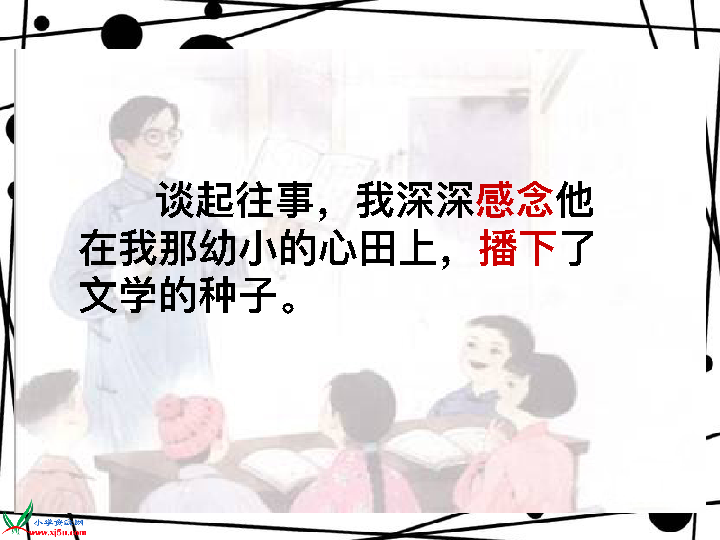 谈起往事，我深深感念他
在我那幼小的心田上，播下了
文学的种子。
小学资源网
www.xj5u.com